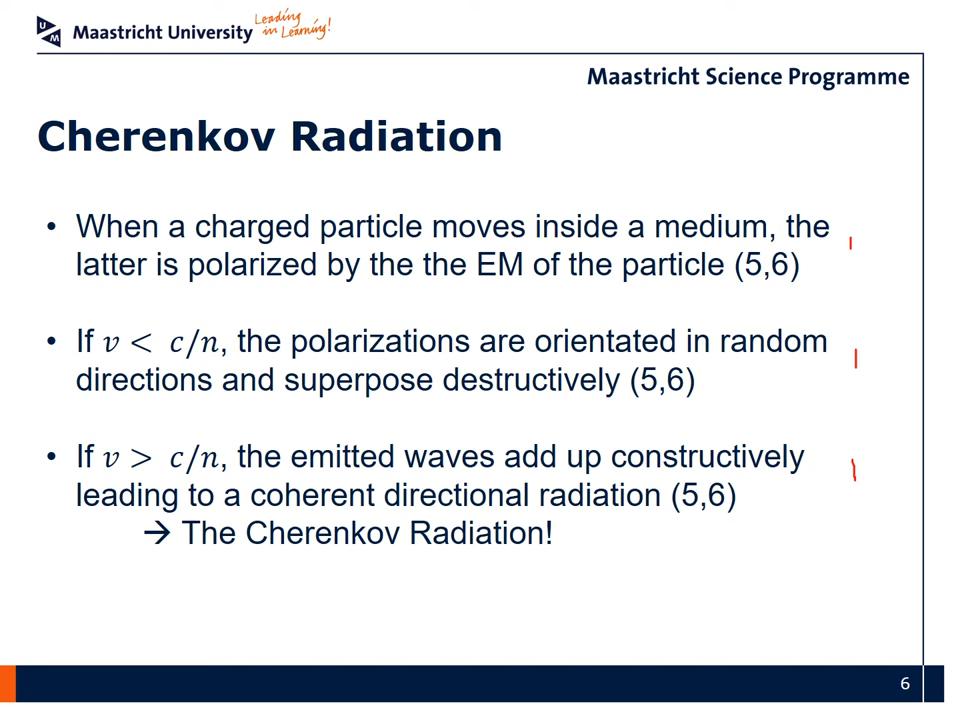 UM Maastricht University Leading
in Learning!
Maastricht Science Programme
Cherenkov Radiation
• When a charged particle moves inside a medium, the
latter is polarized by the the EM of the particle (5,6)
• If v < c/n, the polarizations are orientated in random
directions and superpose destructively (5,6)
• If v > c/n, the emitted waves add up constructively
leading to a coherent directional radiation (5,6)
→ The Cherenkov Radiation!
6